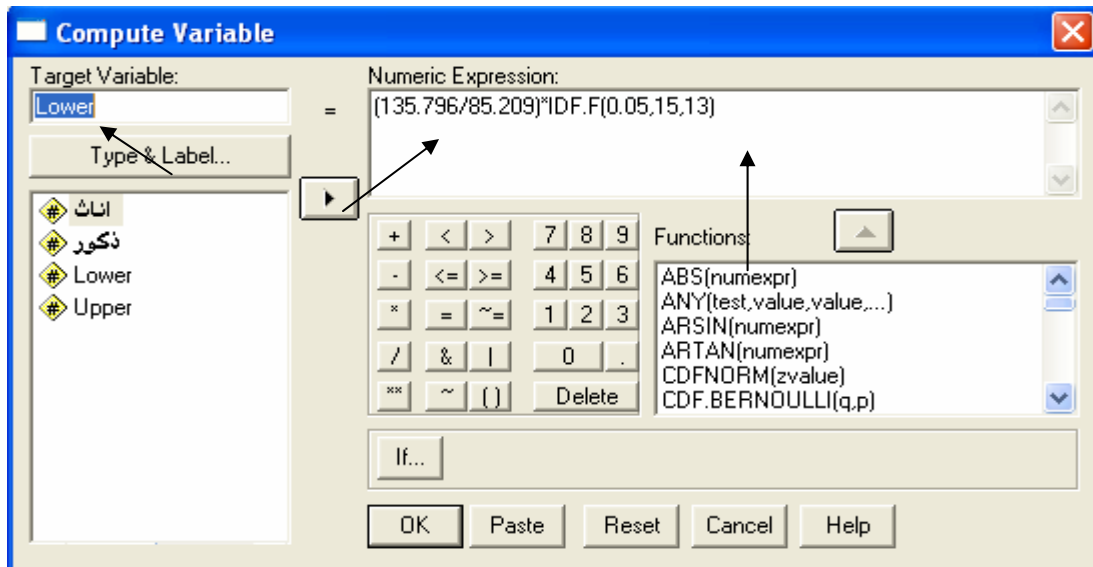 Compute Variable
Target Variable:
Lower
Type & Label...
اناث
ذكور
Lower
Upper
=
Numeric Expression:
(135.796/85.209)*IDF.F(0.05,15,13)
+ < > 7 8 9
- <= >= 4 5 6
* = ~= 1 2 3
/ & | 0 .
** ~ ( ) Delete
Functions:
ABS(numexpr)
ANY(test,value,value,...)
ARSIN(numexpr)
ARTAN(numexpr)
CDFNORM(zvalue)
CDF.BERNOULLI(q,p)
If...
OK Paste Reset Cancel Help